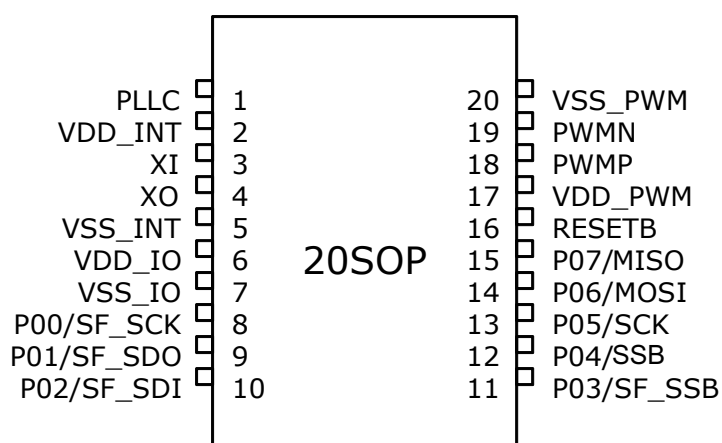 PLLC 1 20 VSS_PWM
VDD_INT 2 19 PWMN
XI 3 18 PWMP
XO 4 17 VDD_PWM
VSS_INT 5 16 RESETB
VDD_IO 6 20SOP 15 P07/MISO
VSS_IO 7 14 P06/MOSI
P00/SF_SCK 8 13 P05/SCK
P01/SF_SDO 9 12 P04/SSB
P02/SF_SDI 10 11 P03/SF_SSB